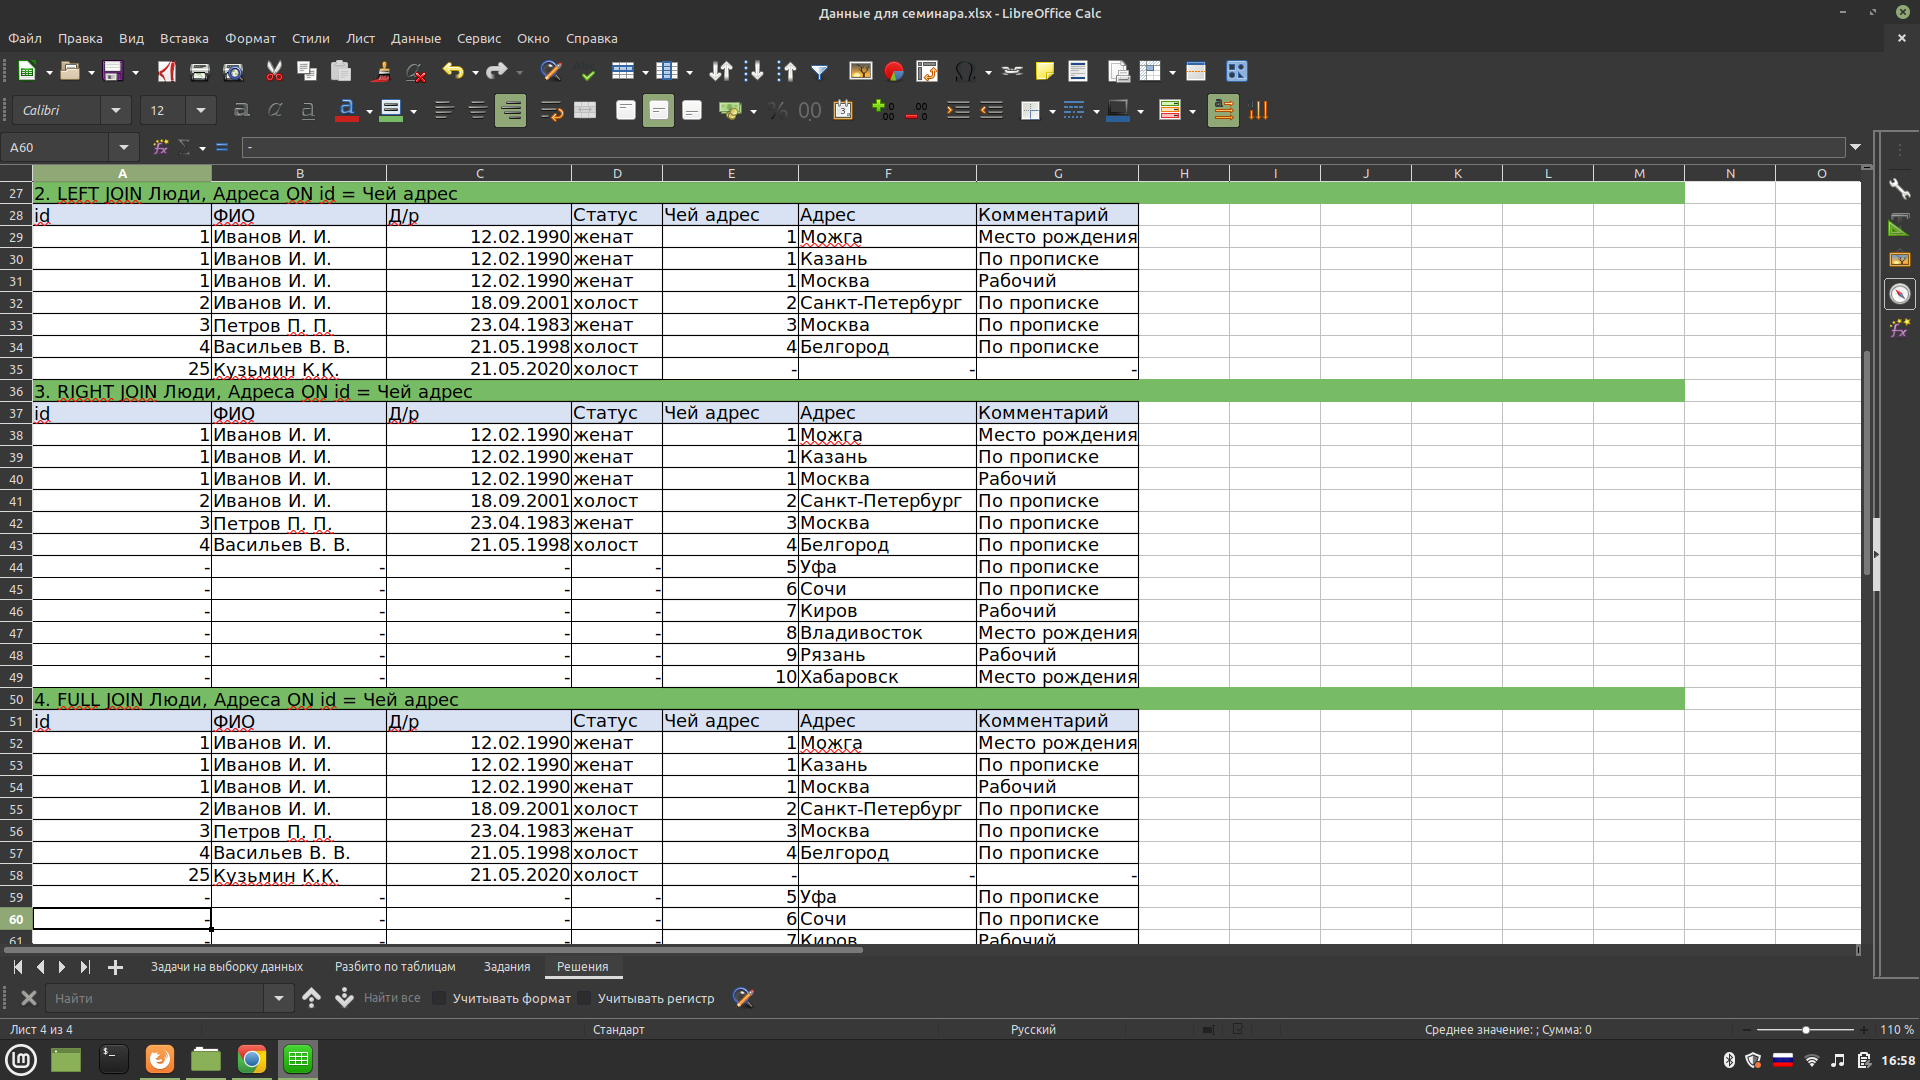 Данные для семинара.xlsx - LibreOffice Calc
Файл Правка Вид Вставка Формат Стили Лист Данные Сервис Окно Справка
Calibri 12
A60 -
A B C D E F G H I J K L M N O
27 2. LEFT JOIN Люди, Адреса ON id = Чей адрес
28 id ФИО Д/р Статус Чей адрес Адрес Комментарий
29 1 Иванов И. И. 12.02.1990 женат 1 Можга Место рождения
30 1 Иванов И. И. 12.02.1990 женат 1 Казань По прописке
31 1 Иванов И. И. 12.02.1990 женат 1 Москва Рабочий
32 2 Иванов И. И. 18.09.2001 холост 2 Санкт-Петербург По прописке
33 3 Петров П. П. 23.04.1983 женат 3 Москва По прописке
34 4 Васильев В. В. 21.05.1998 холост 4 Белгород По прописке
35 25 Кузьмин К.К. 21.05.2020 холост - - -
36 3. RIGHT JOIN Люди, Адреса ON id = Чей адрес
37 id ФИО Д/р Статус Чей адрес Адрес Комментарий
38 1 Иванов И. И. 12.02.1990 женат 1 Можга Место рождения
39 1 Иванов И. И. 12.02.1990 женат 1 Казань По прописке
40 1 Иванов И. И. 12.02.1990 женат 1 Москва Рабочий
41 2 Иванов И. И. 18.09.2001 холост 2 Санкт-Петербург По прописке
42 3 Петров П. П. 23.04.1983 женат 3 Москва По прописке
43 4 Васильев В. В. 21.05.1998 холост 4 Белгород По прописке
44 - - - - 5 Уфа По прописке
45 - - - - 6 Сочи По прописке
46 - - - - 7 Киров Рабочий
47 - - - - 8 Владивосток Место рождения
48 - - - - 9 Рязань Рабочий
49 - - - - 10 Хабаровск Место рождения
50 4. FULL JOIN Люди, Адреса ON id = Чей адрес
51 id ФИО Д/р Статус Чей адрес Адрес Комментарий
52 1 Иванов И. И. 12.02.1990 женат 1 Можга Место рождения
53 1 Иванов И. И. 12.02.1990 женат 1 Казань По прописке
54 1 Иванов И. И. 12.02.1990 женат 1 Москва Рабочий
55 2 Иванов И. И. 18.09.2001 холост 2 Санкт-Петербург По прописке
56 3 Петров П. П. 23.04.1983 женат 3 Москва По прописке
57 4 Васильев В. В. 21.05.1998 холост 4 Белгород По прописке
58 25 Кузьмин К.К. 21.05.2020 холост - - -
59 - - - - 5 Уфа По прописке
60 - - - - 6 Сочи По прописке
61 - - - - 7 Киров Рабочий
Задачи на выборку данных Разбито по таблицам Задания Решения
Найти Найти все Учитывать формат Учитывать регистр
Лист 4 из 4 Стандарт Русский Среднее значение: ; Сумма: 0 110 %
16:58